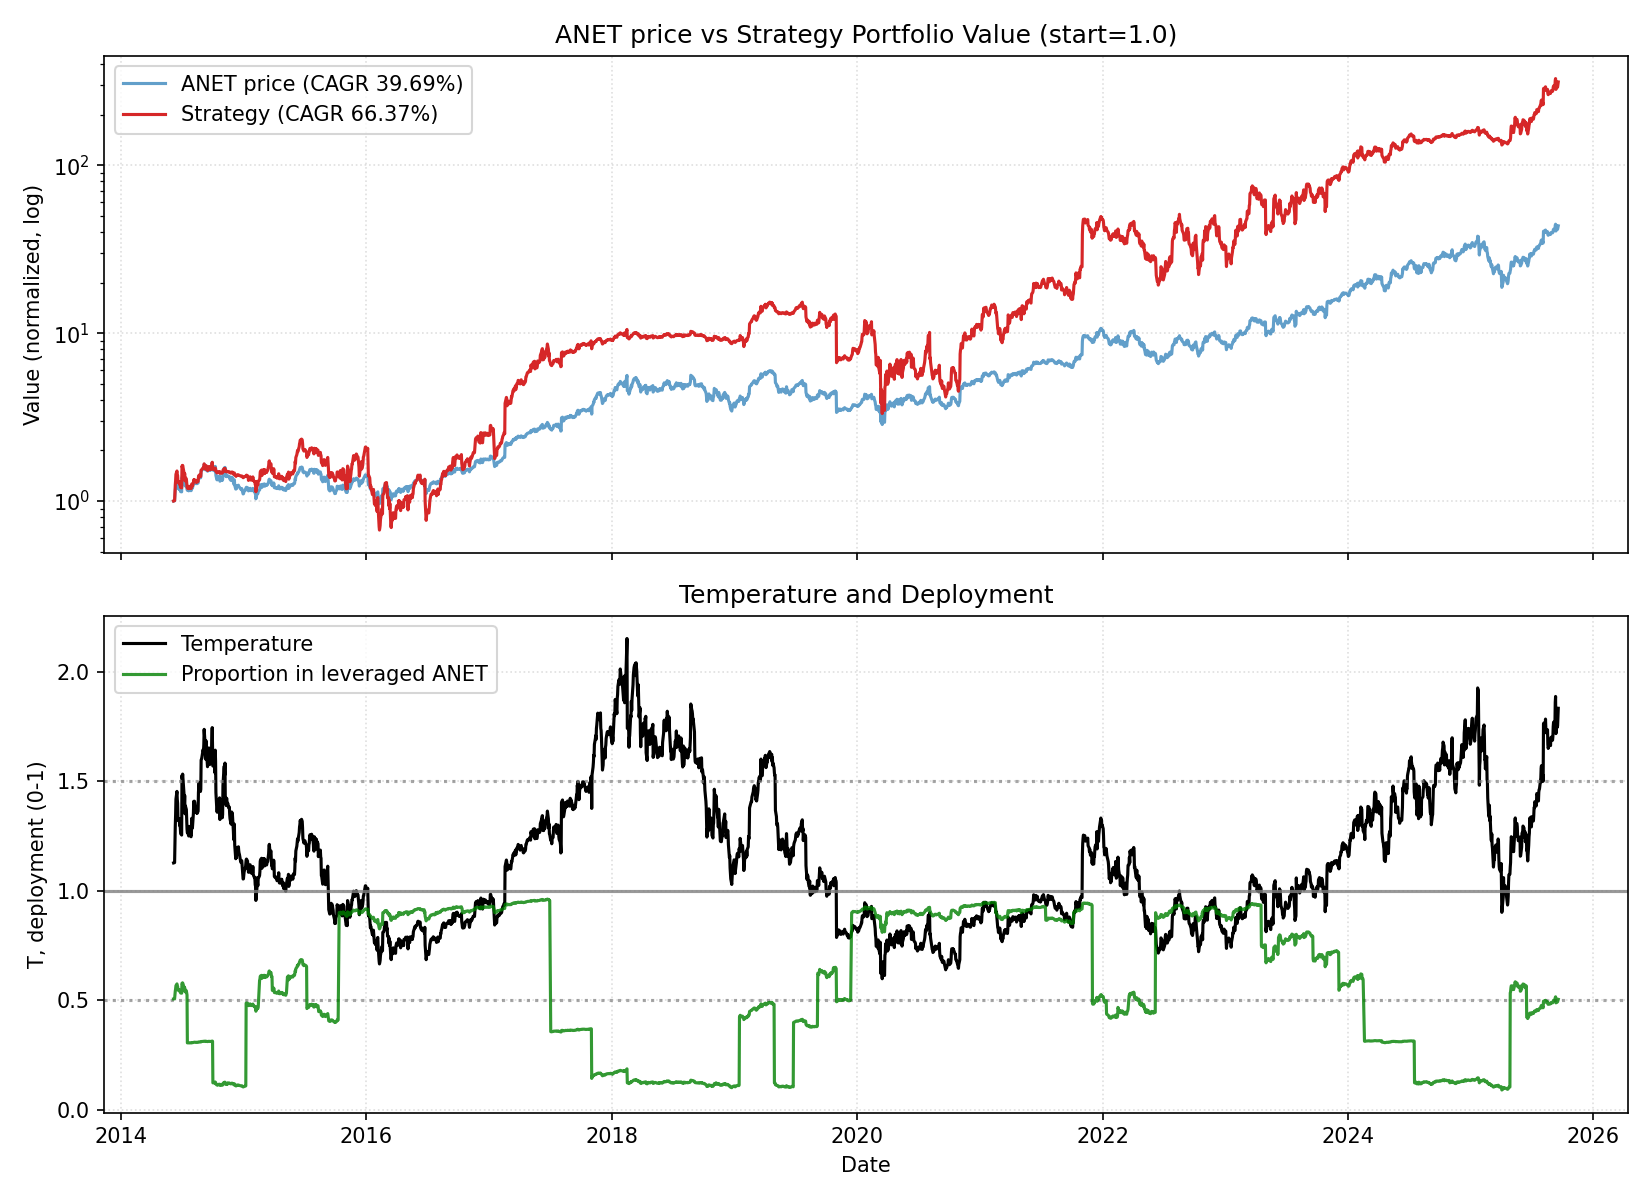 ANET price vs Strategy Portfolio Value (start=1.0)
ANET price (CAGR 39.69%)
Strategy (CAGR 66.37%)
Value (normalized, log)
10²
10¹
10⁰
Temperature and Deployment
Temperature
Proportion in leveraged ANET
T, deployment (0-1)
2.0
1.5
1.0
0.5
0.0
2014 2016 2018 2020 2022 2024 2026
Date